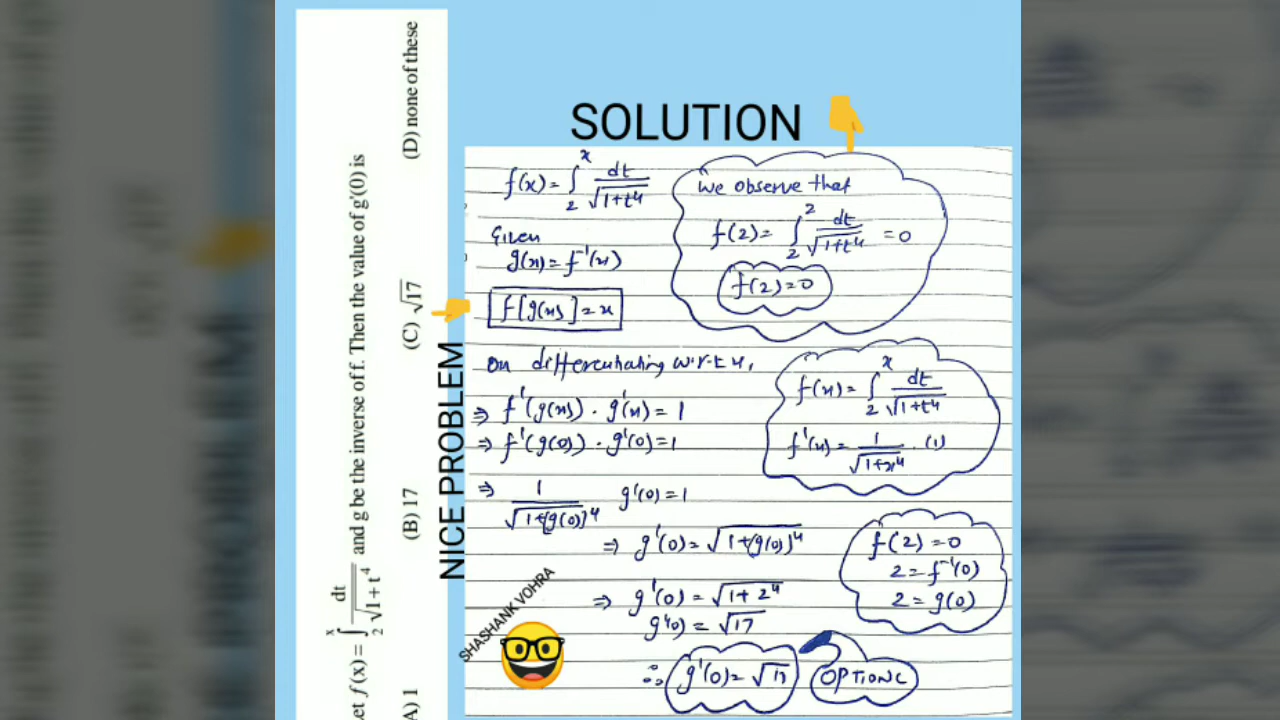 Let f(x) = ∫₂ˣ dt/√(1+t⁴) and g be the inverse of f. Then the value of g'(0) is
(A) 1 (B) 17 (C) √17 (D) none of these
NICE PROBLEM
SOLUTION
f(x) = ∫₂ˣ dt/√(1+t⁴)
Given
g(x) = f⁻¹(x)
f[g(x)] = x
we observe that
f(2) = ∫₂² dt/√(1+t⁴) = 0
f(2) = 0
On differentiating w.r.t x,
⇒ f'(g(x)) · g'(x) = 1
⇒ f'(g(0)) · g'(0) = 1
f(x) = ∫₂ˣ dt/√(1+t⁴)
f'(x) = 1/√(1+x⁴) · (1)
⇒ 1/√(1+(g(0))⁴ g'(0) = 1
⇒ g'(0) = √(1+(g(0))⁴
f(2) = 0
2 = f⁻¹(0)
2 = g(0)
⇒ g'(0) = √(1+2⁴)
g'(0) = √17
∴ g'(0) = √17
OPTION C
SHASHANK VOHRA